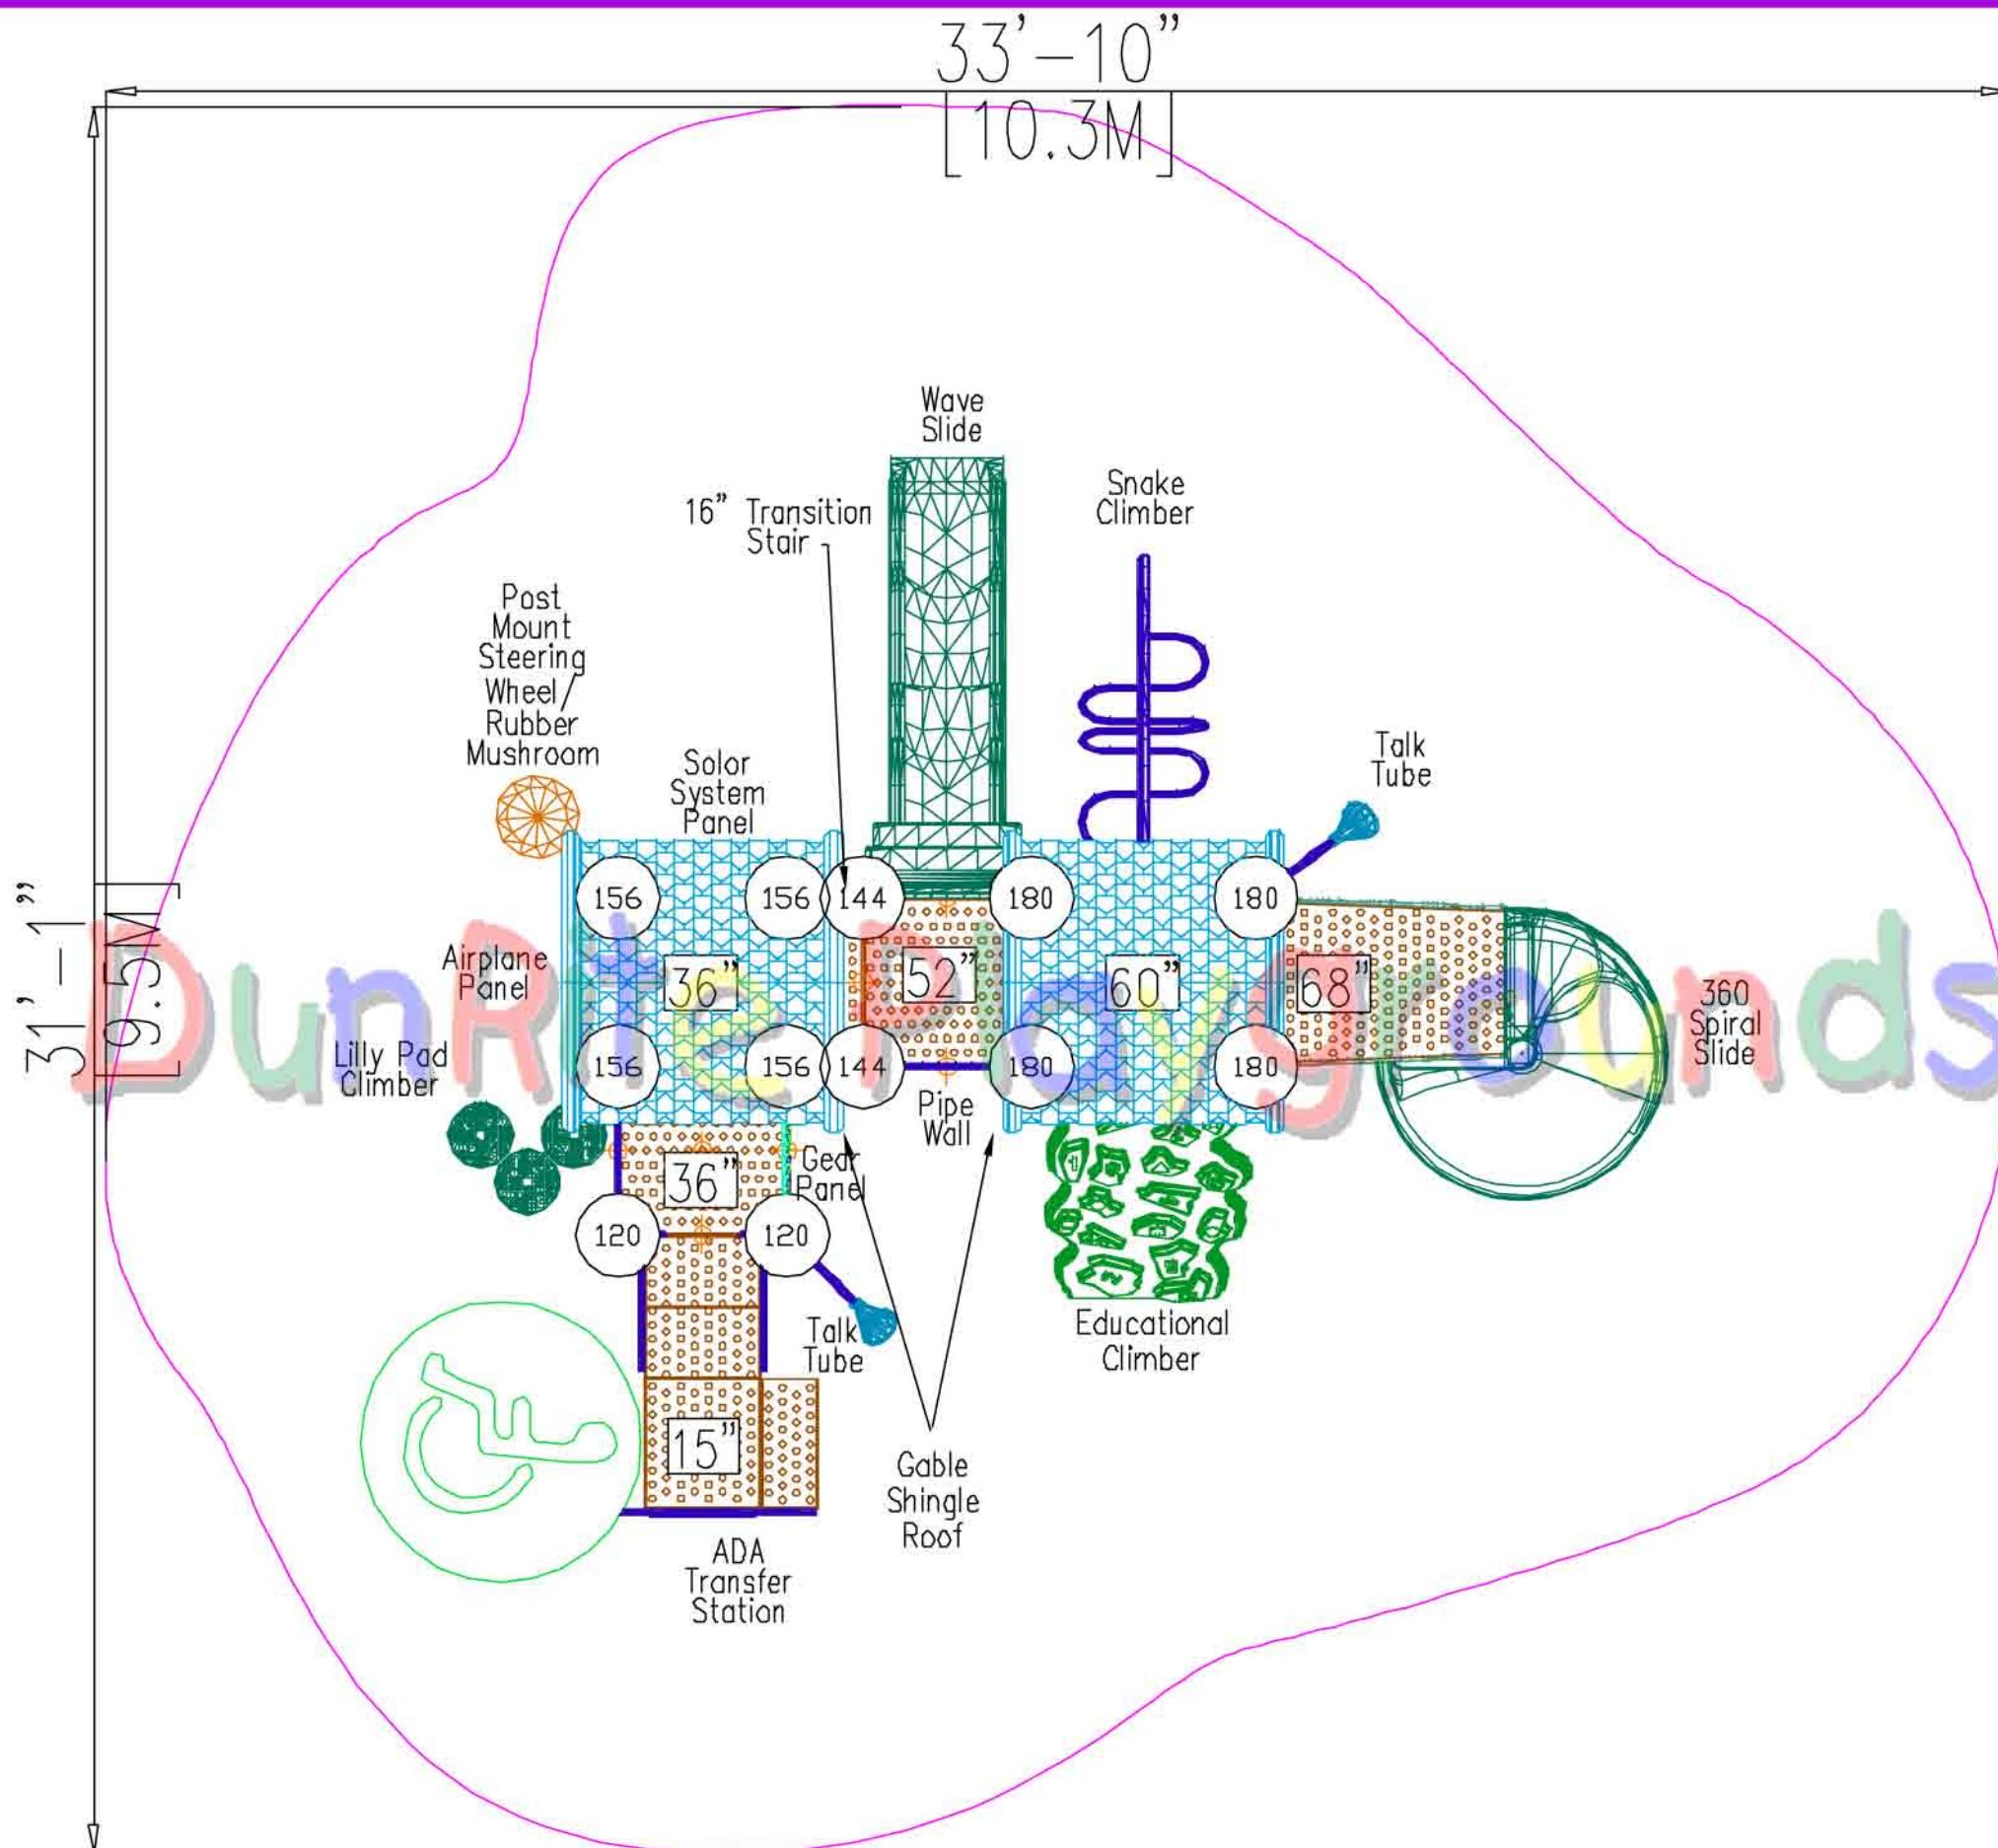 33'-10"
[10.3M]
Wave
Slide
Snake
Climber
16" Transition
Stair
Post
Mount
Steering
Wheel/
Rubber
Mushroom
Solor
System
Panel
Talk
Tube
156
156
144
180
180
31'-1"
[9.5M]
Airplane
Panel
36"
52"
60"
68"
360
Spiral
Slide
DunRite Playgrounds
Lilly Pad
Climber
156
156
144
180
180
Pipe
Wall
36"
Gear
Panel
120
120
Talk
Tube
Educational
Climber
15"
Gable
Shingle
Roof
ADA
Transfer
Station